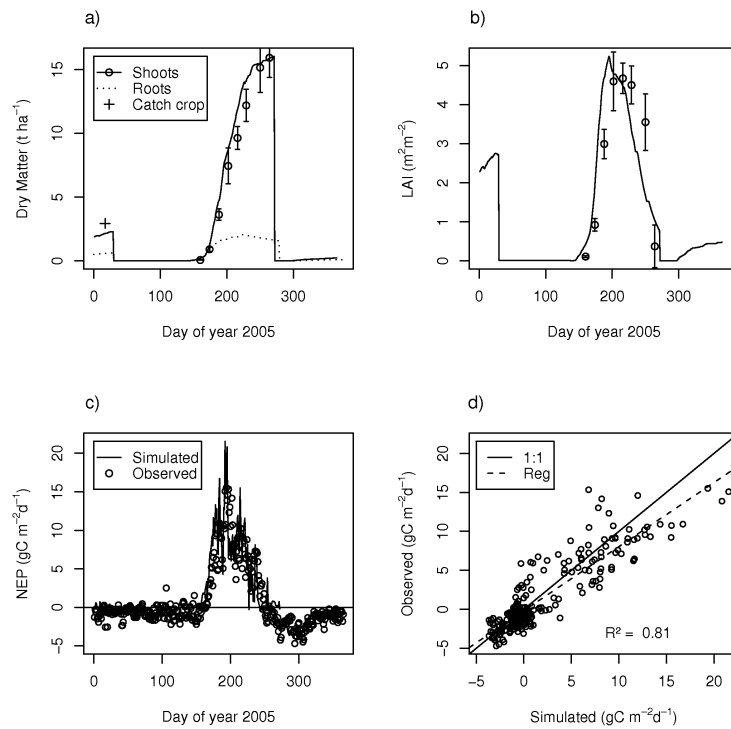 a)
Dry Matter (t ha⁻¹)
15
10
5
0
Shoots
Roots
Catch crop
0 100 200 300
Day of year 2005
b)
LAI (m²m⁻²)
5
4
3
2
1
0
0 100 200 300
Day of year 2005
c)
NEP (gC m⁻²d⁻¹)
20
15
10
5
0
−5
Simulated
Observed
0 100 200 300
Day of year 2005
d)
Observed (gC m⁻²d⁻¹)
20
15
10
5
0
−5
1:1
Reg
R² = 0.81
−5 0 5 10 15 20
Simulated (gC m⁻²d⁻¹)